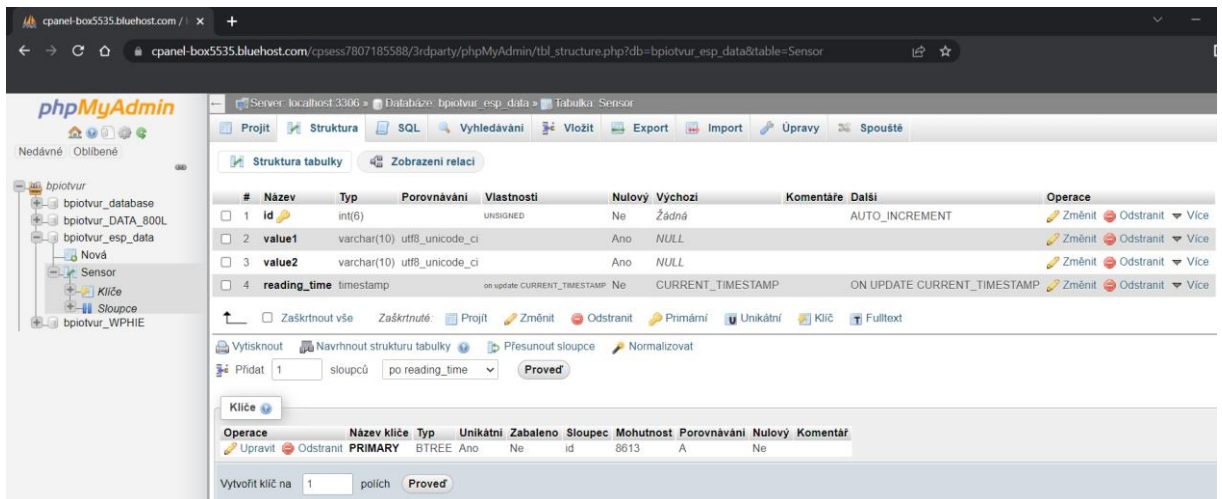 cpanel-box5535.bluehost.com /
cpanel-box5535.bluehost.com/cpsess7807185588/3rdparty/phpMyAdmin/tbl_structure.php?db=bpiotvur_esp_data&table=Sensor
phpMyAdmin
Nedávné Oblíbené
bpiotvur
bpiotvur_database
bpiotvur_DATA_800L
bpiotvur_esp_data
Nová
Sensor
Klíče
Sloupce
bpiotvur_WPHIE
Server: localhost:3306 » Databáze: bpiotvur_esp_data » Tabulka: Sensor
Projít Struktura SQL Vyhledávání Vložit Export Import Úpravy Spouště
Struktura tabulky Zobrazení relací
# Název Typ Porovnávání Vlastnosti Nulový Výchozí Komentáře Další Operace
1 id int(6) UNSIGNED Ne Žádná AUTO_INCREMENT Změnit Odstranit Více
2 value1 varchar(10) utf8_unicode_ci Ano NULL Změnit Odstranit Více
3 value2 varchar(10) utf8_unicode_ci Ano NULL Změnit Odstranit Více
4 reading_time timestamp on update CURRENT_TIMESTAMP Ne CURRENT_TIMESTAMP ON UPDATE CURRENT_TIMESTAMP Změnit Odstranit Více
Zaškrtnout vše Zaškrtnuté: Projít Změnit Odstranit Primární Unikátní Klíč Fulltext
Vytisknout Navrhnout strukturu tabulky Přesunout sloupce Normalizovat
Přidat 1 sloupců po reading_time Proveď
Klíče
Operace Název klíče Typ Unikátní Zabaleno Sloupec Mohutnost Porovnávání Nulový Komentář
Upravit Odstranit PRIMARY BTREE Ano Ne id 8613 A Ne
Vytvořit klíč na 1 polích Proveď